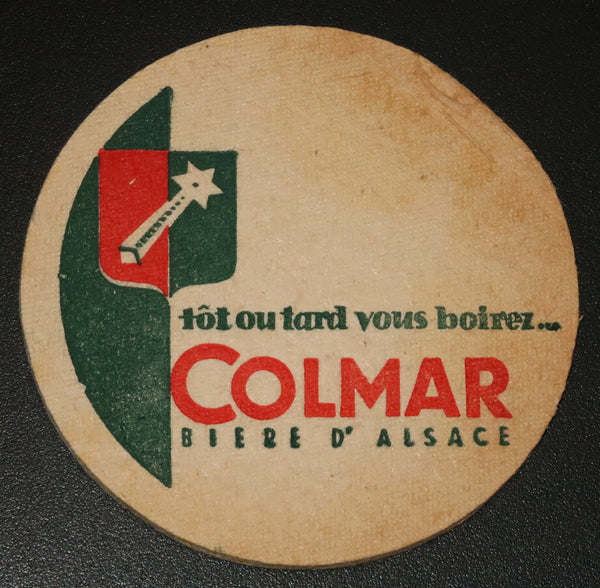 tôt ou tard vous boirez...
COLMAR
BIERE D' ALSACE